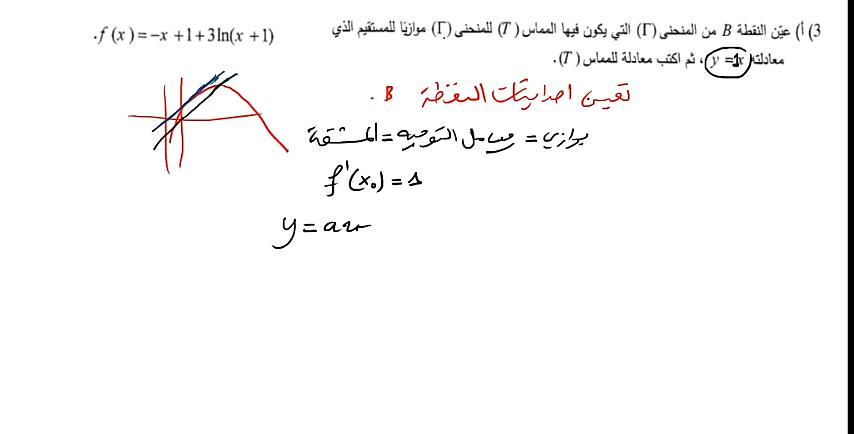 3) أ) عيّن النقطة B من المنحنى (Γ) التي يكون فيها المماس (T) للمنحنى (Γ) موازيًا للمستقيم الذي
معادلته y = x ، ثم اكتب معادلة للمماس (T).
.f(x) = −x + 1 + 3ln(x + 1)
تعيين احداثيات النقطة B .
يوازي = معامل التوجيه = المشتقة
f'(x₀) = 1
y = ax